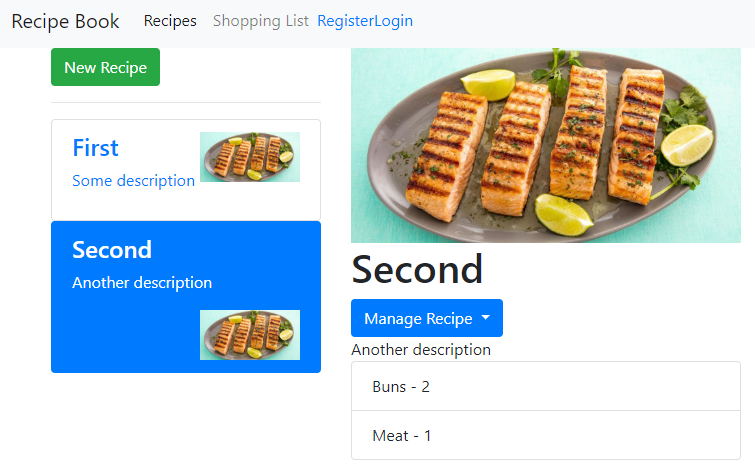 Recipe Book Recipes Shopping List RegisterLogin
New Recipe
First
Some description
Second
Another description
Second
Manage Recipe
Another description
Buns - 2
Meat - 1